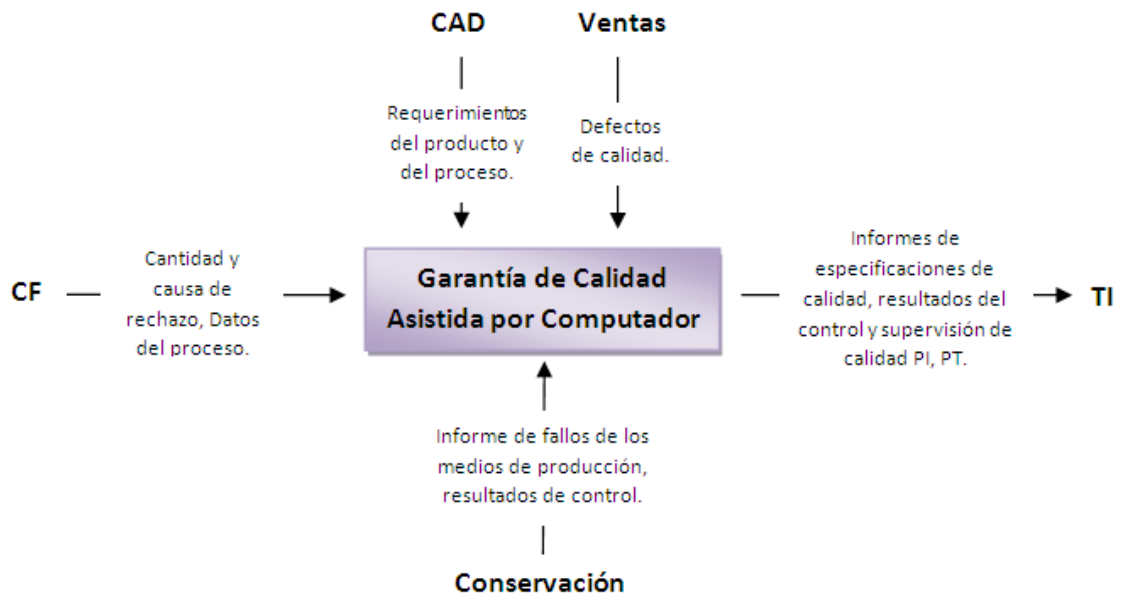 CAD
Ventas
Requerimientos
del producto y
del proceso.
Defectos
de calidad.
CF
Cantidad y
causa de
rechazo, Datos
del proceso.
Garantía de Calidad
Asistida por Computador
Informes de
especificaciones de
calidad, resultados del
control y supervisión de
calidad PI, PT.
TI
Informe de fallos de los
medios de producción,
resultados de control.
Conservación